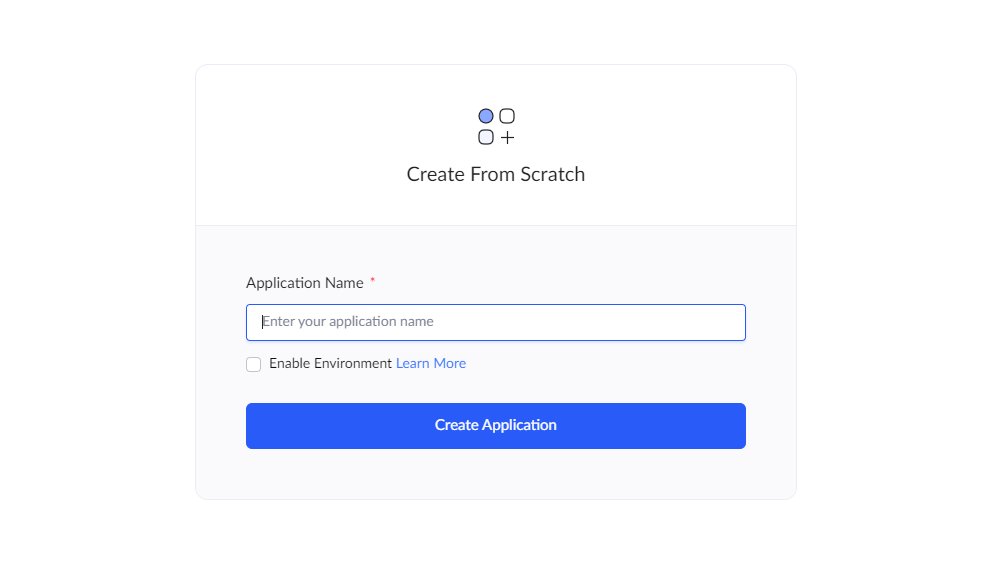 Create From Scratch
Application Name *
Enter your application name
Enable Environment Learn More
Create Application